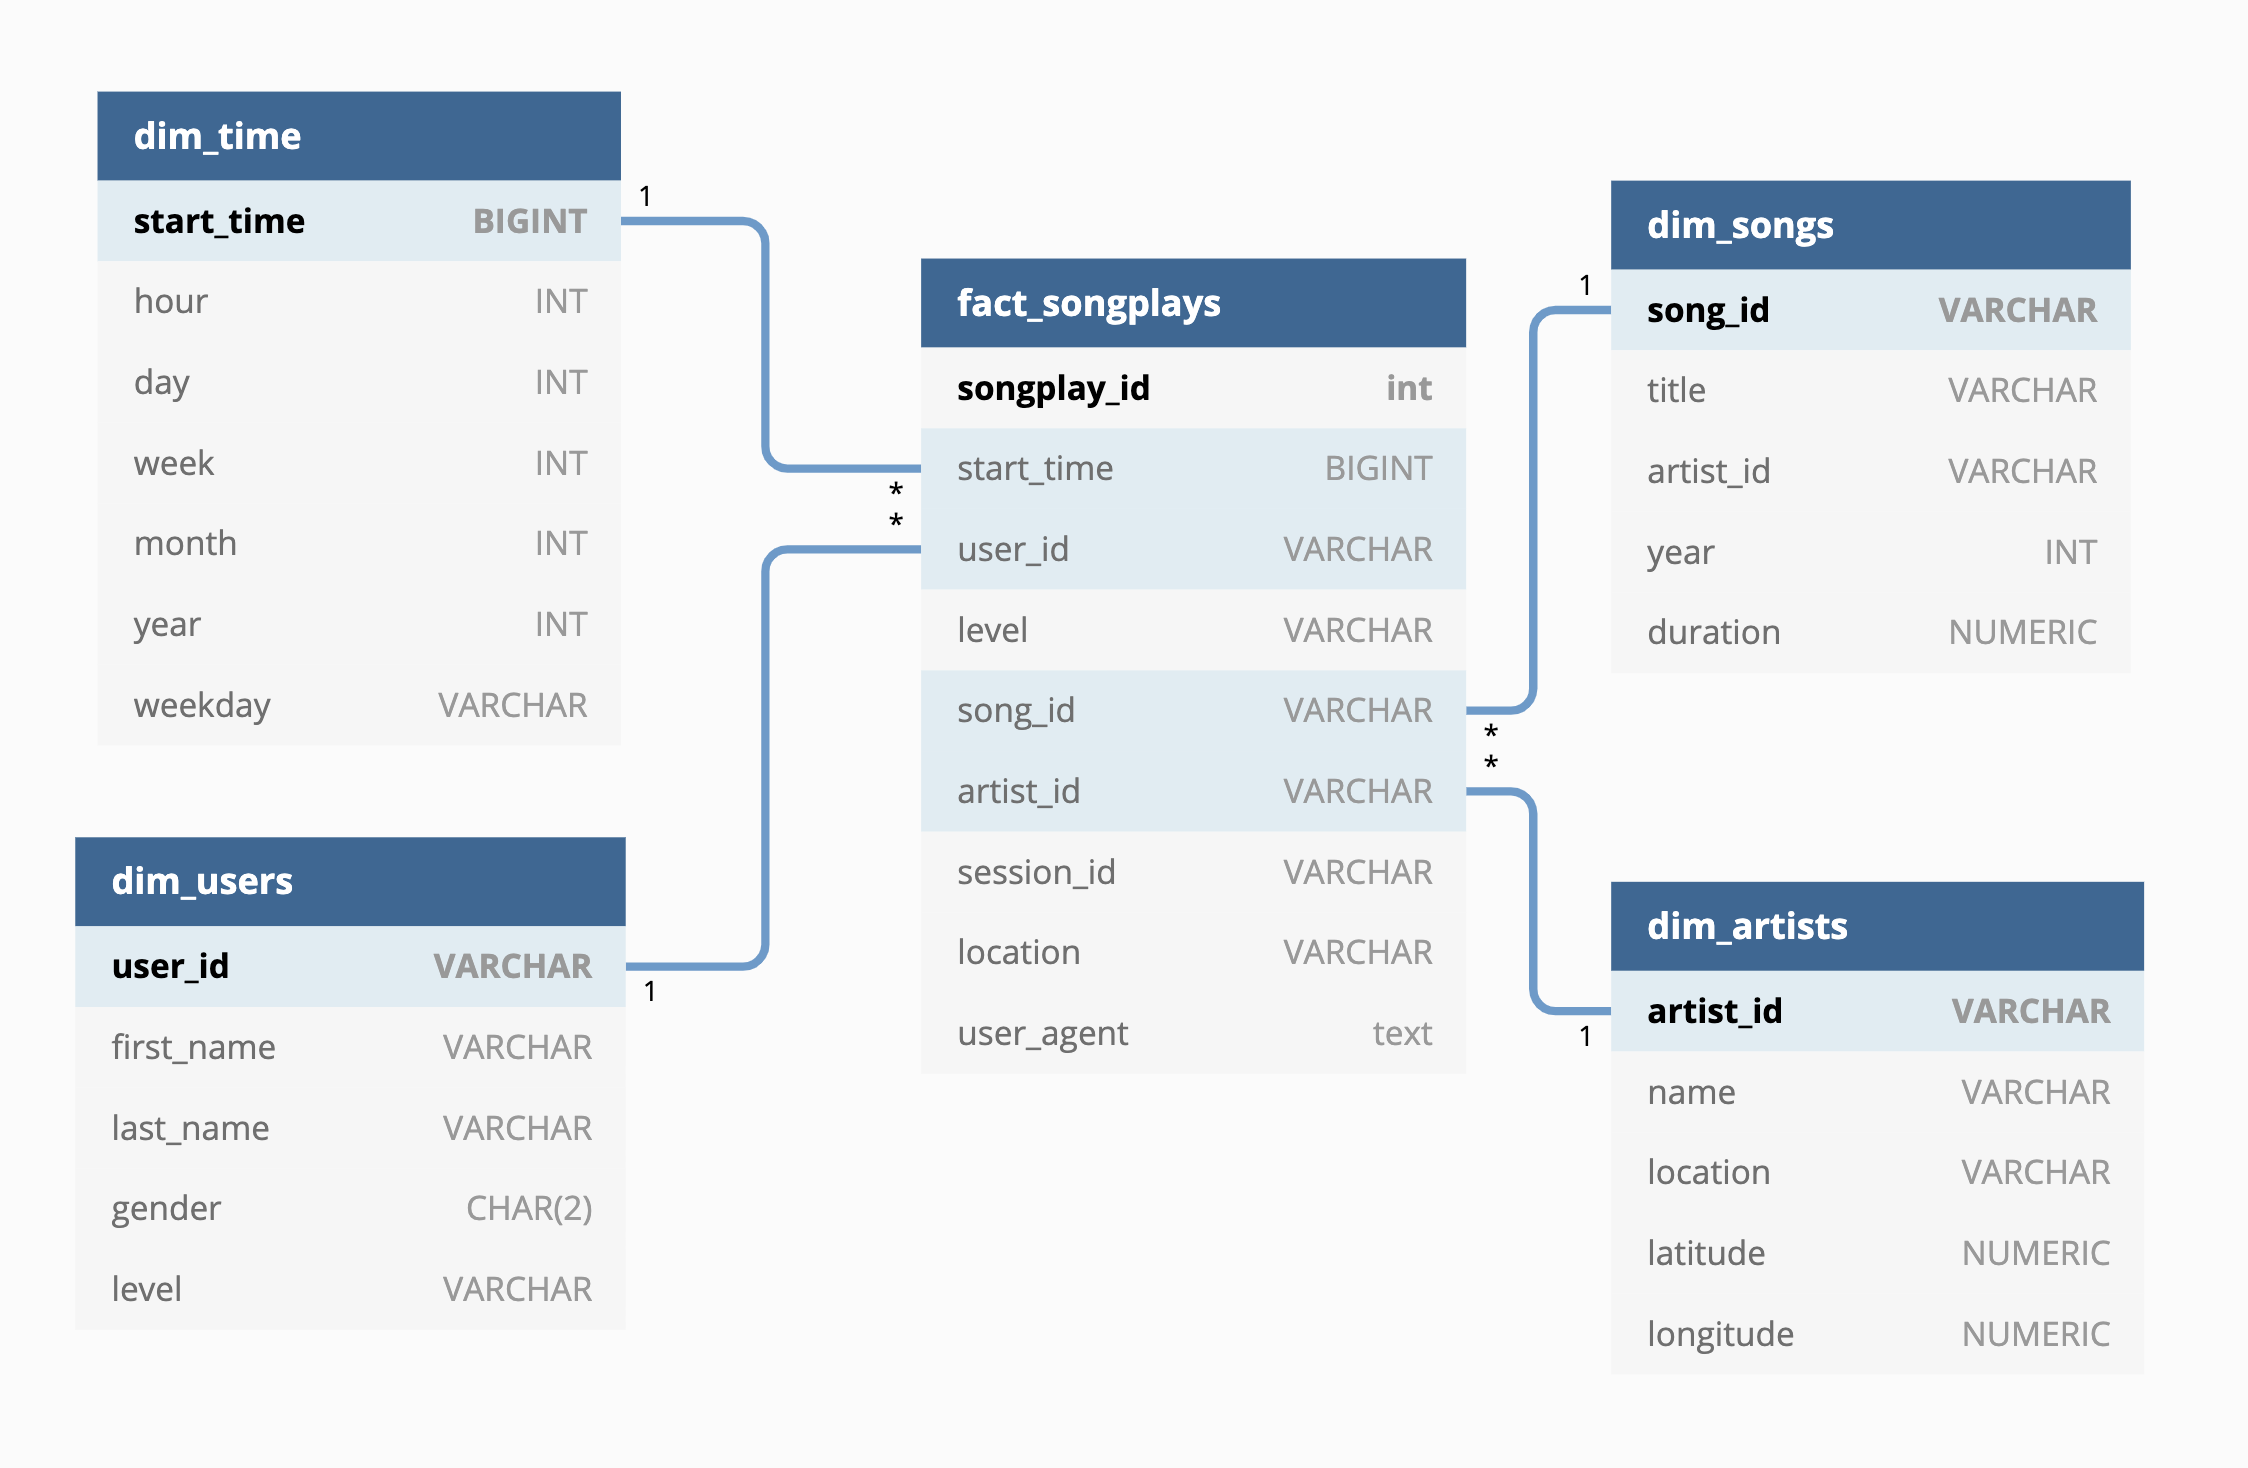 dim_time
start_time BIGINT
hour INT
day INT
week INT
month INT
year INT
weekday VARCHAR
1
dim_users
user_id VARCHAR
first_name VARCHAR
last_name VARCHAR
gender CHAR(2)
level VARCHAR
1
*
*
fact_songplays
songplay_id int
start_time BIGINT
user_id VARCHAR
level VARCHAR
song_id VARCHAR
artist_id VARCHAR
session_id VARCHAR
location VARCHAR
user_agent text
*
*
1
dim_songs
song_id VARCHAR
title VARCHAR
artist_id VARCHAR
year INT
duration NUMERIC
dim_artists
artist_id VARCHAR
1
name VARCHAR
location VARCHAR
latitude NUMERIC
longitude NUMERIC